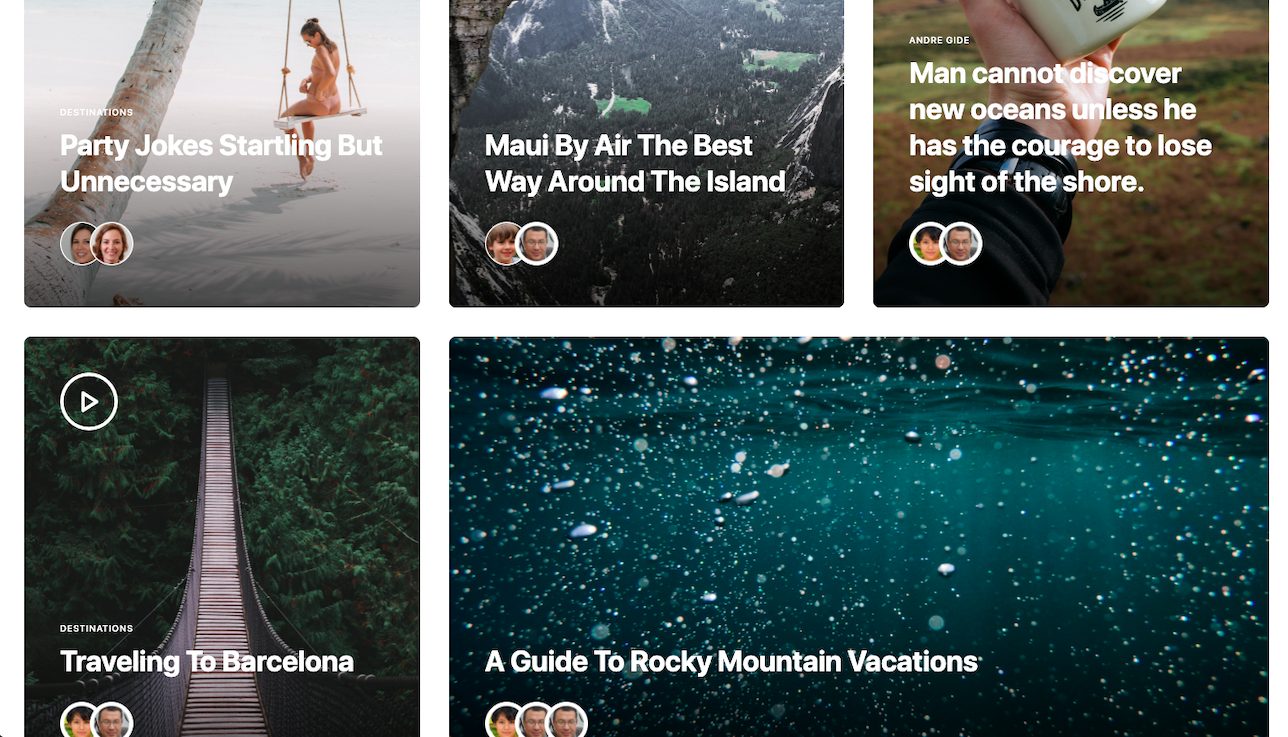 DESTINATIONS
Party Jokes Startling But
Unnecessary
Maui By Air The Best
Way Around The Island
ANDRE GIDE
Man cannot discover
new oceans unless he
has the courage to lose
sight of the shore.
DESTINATIONS
Traveling To Barcelona
A Guide To Rocky Mountain Vacations